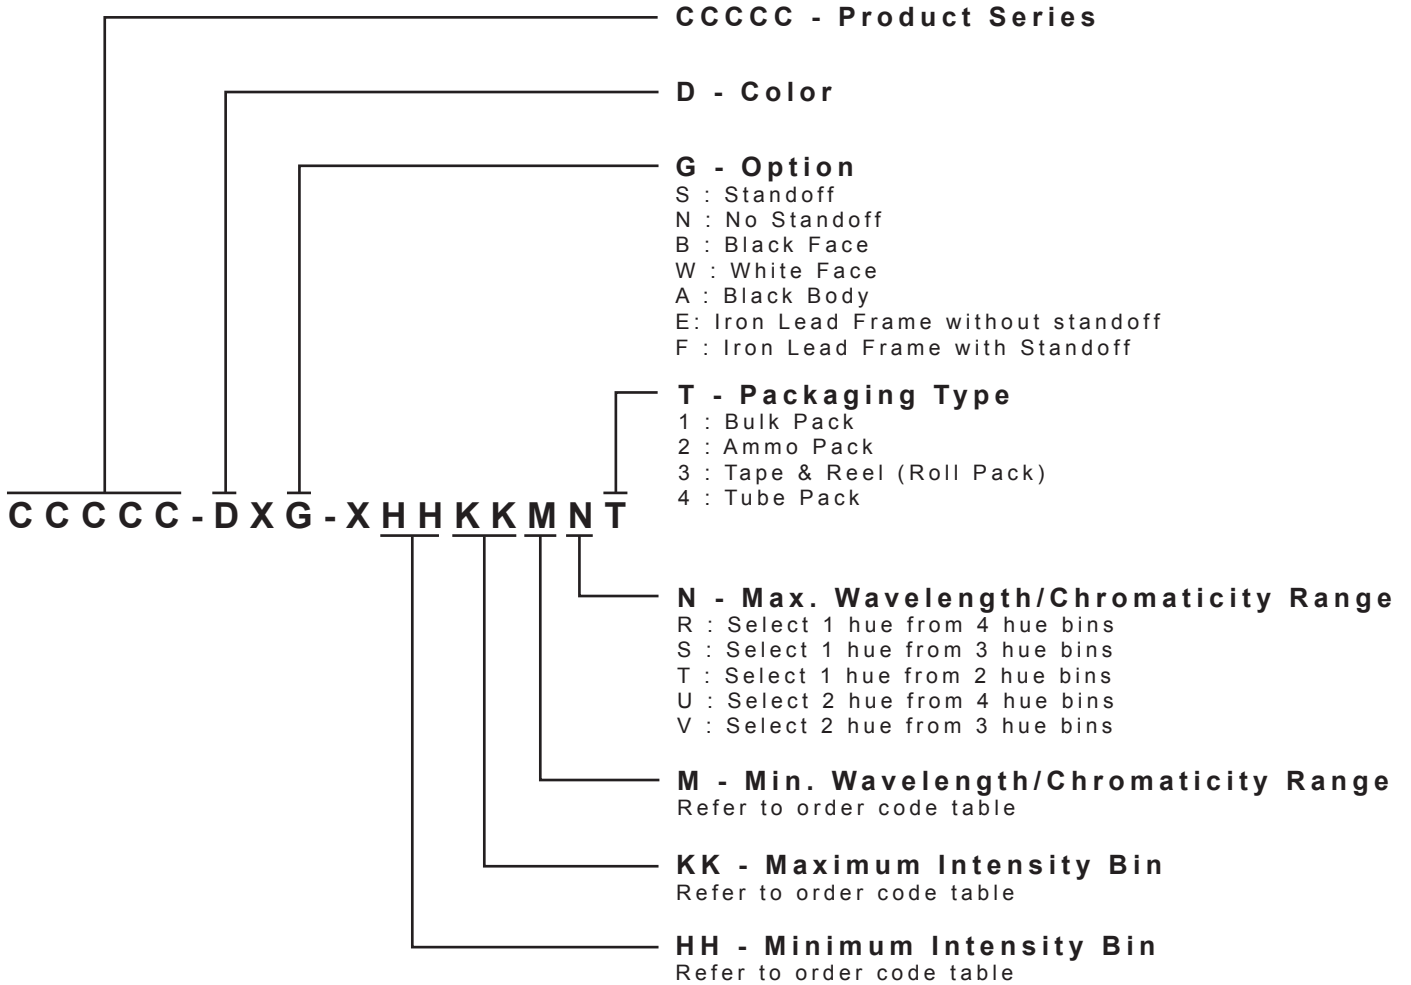 CCCCC - Product Series
D - Color
G - Option
S : Standoff
N : No Standoff
B : Black Face
W : White Face
A : Black Body
E: Iron Lead Frame without standoff
F : Iron Lead Frame with Standoff
T - Packaging Type
1 : Bulk Pack
2 : Ammo Pack
3 : Tape & Reel (Roll Pack)
4 : Tube Pack
CCCCC-DXG-XHHKKMNT
N - Max. Wavelength/Chromaticity Range
R : Select 1 hue from 4 hue bins
S : Select 1 hue from 3 hue bins
T : Select 1 hue from 2 hue bins
U : Select 2 hue from 4 hue bins
V : Select 2 hue from 3 hue bins
M - Min. Wavelength/Chromaticity Range
Refer to order code table
KK - Maximum Intensity Bin
Refer to order code table
HH - Minimum Intensity Bin
Refer to order code table